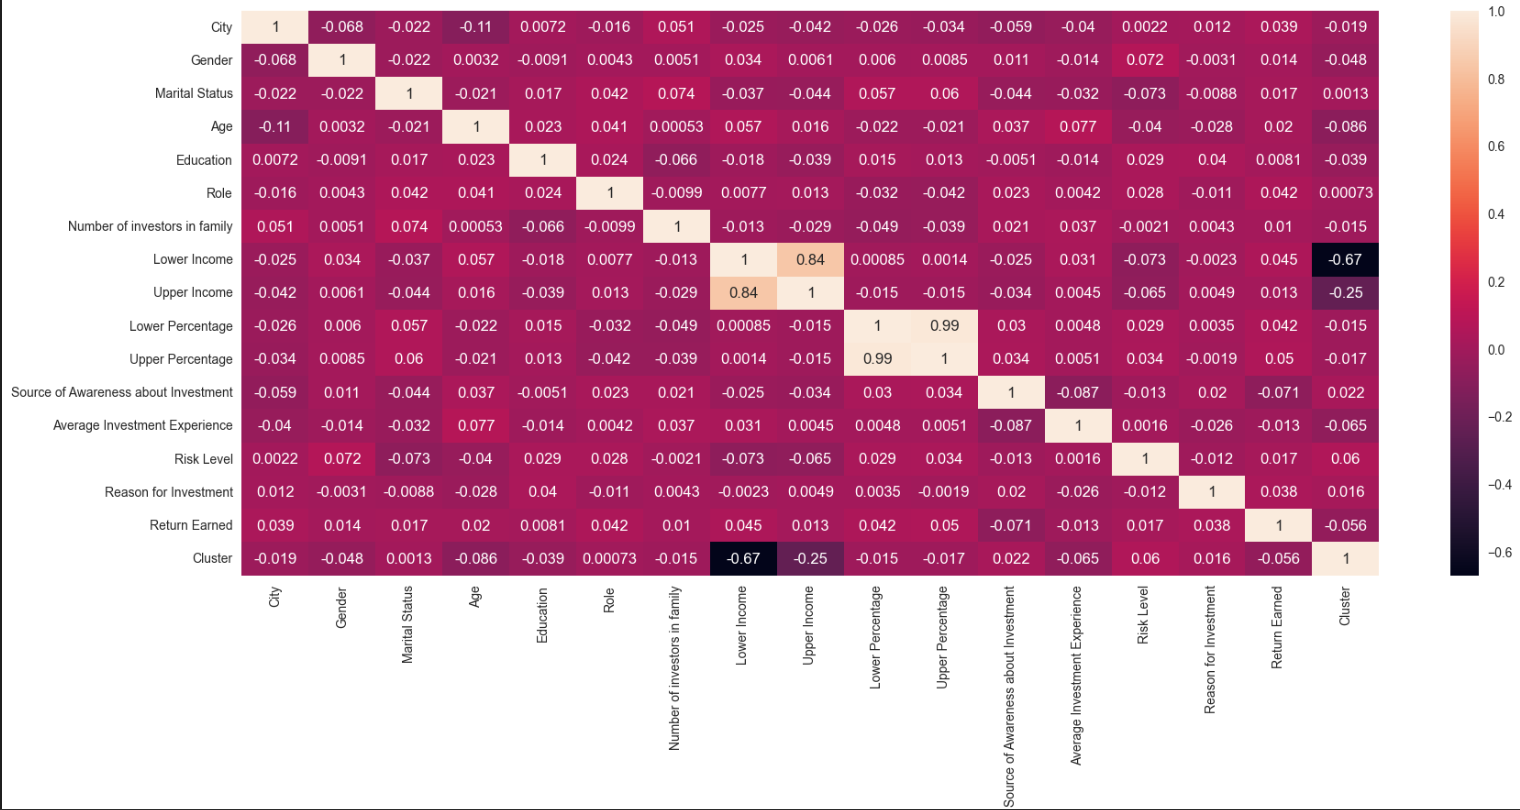 City 1 -0.068 -0.022 -0.11 0.0072 -0.016 0.051 -0.025 -0.042 -0.026 -0.034 -0.059 -0.04 0.0022 0.012 0.039 -0.019
Gender -0.068 1 -0.022 0.0032 -0.0091 0.0043 0.0051 0.034 0.0061 0.006 0.0085 0.011 -0.014 0.072 -0.0031 0.014 -0.048
Marital Status -0.022 -0.022 1 -0.021 0.017 0.042 0.074 -0.037 -0.044 0.057 0.06 -0.044 -0.032 -0.073 -0.0088 0.017 0.0013
Age -0.11 0.0032 -0.021 1 0.023 0.041 0.00053 0.057 0.016 -0.022 -0.021 0.037 0.077 -0.04 -0.028 0.02 -0.086
Education 0.0072 -0.0091 0.017 0.023 1 0.024 -0.066 -0.018 -0.039 0.015 0.013 -0.0051 -0.014 0.029 0.04 0.0081 -0.039
Role -0.016 0.0043 0.042 0.041 0.024 1 -0.0099 0.0077 0.013 -0.032 -0.042 0.023 0.0042 0.028 -0.011 0.042 0.00073
Number of investors in family 0.051 0.0051 0.074 0.00053 -0.066 -0.0099 1 -0.013 -0.029 -0.049 -0.039 0.021 0.037 -0.0021 0.0043 0.01 -0.015
Lower Income -0.025 0.034 -0.037 0.057 -0.018 0.0077 -0.013 1 0.84 0.00085 0.0014 -0.025 0.031 -0.073 -0.0023 0.045 -0.67
Upper Income -0.042 0.0061 -0.044 0.016 -0.039 0.013 -0.029 0.84 1 -0.015 -0.015 -0.034 0.0045 -0.065 0.0049 0.013 -0.25
Lower Percentage -0.026 0.006 0.057 -0.022 0.015 -0.032 -0.049 0.00085 -0.015 1 0.99 0.03 0.0048 0.029 0.0035 0.042 -0.015
Upper Percentage -0.034 0.0085 0.06 -0.021 0.013 -0.042 -0.039 0.0014 -0.015 0.99 1 0.034 0.0051 0.034 -0.0019 0.05 -0.017
Source of Awareness about Investment -0.059 0.011 -0.044 0.037 -0.0051 0.023 0.021 -0.025 -0.034 0.03 0.034 1 -0.087 -0.013 0.02 -0.071 0.022
Average Investment Experience -0.04 -0.014 -0.032 0.077 -0.014 0.0042 0.037 0.031 0.0045 0.0048 0.0051 -0.087 1 0.0016 -0.026 -0.013 -0.065
Risk Level 0.0022 0.072 -0.073 -0.04 0.029 0.028 -0.0021 -0.073 -0.065 0.029 0.034 -0.013 0.0016 1 -0.012 0.017 0.06
Reason for Investment 0.012 -0.0031 -0.0088 -0.028 0.04 -0.011 0.0043 -0.0023 0.0049 0.0035 -0.0019 0.02 -0.026 -0.012 1 0.038 0.016
Return Earned 0.039 0.014 0.017 0.02 0.0081 0.042 0.01 0.045 0.013 0.042 0.05 -0.071 -0.013 0.017 0.038 1 -0.056
Cluster -0.019 -0.048 0.0013 -0.086 -0.039 0.00073 -0.015 -0.67 -0.25 -0.015 -0.017 0.022 -0.065 0.06 0.016 -0.056 1
City
Gender
Marital Status
Age
Education
Role
Number of investors in family
Lower Income
Upper Income
Lower Percentage
Upper Percentage
Source of Awareness about Investment
Average Investment Experience
Risk Level
Reason for Investment
Return Earned
Cluster
1.0
0.8
0.6
0.4
0.2
0.0
−0.2
−0.4
−0.6